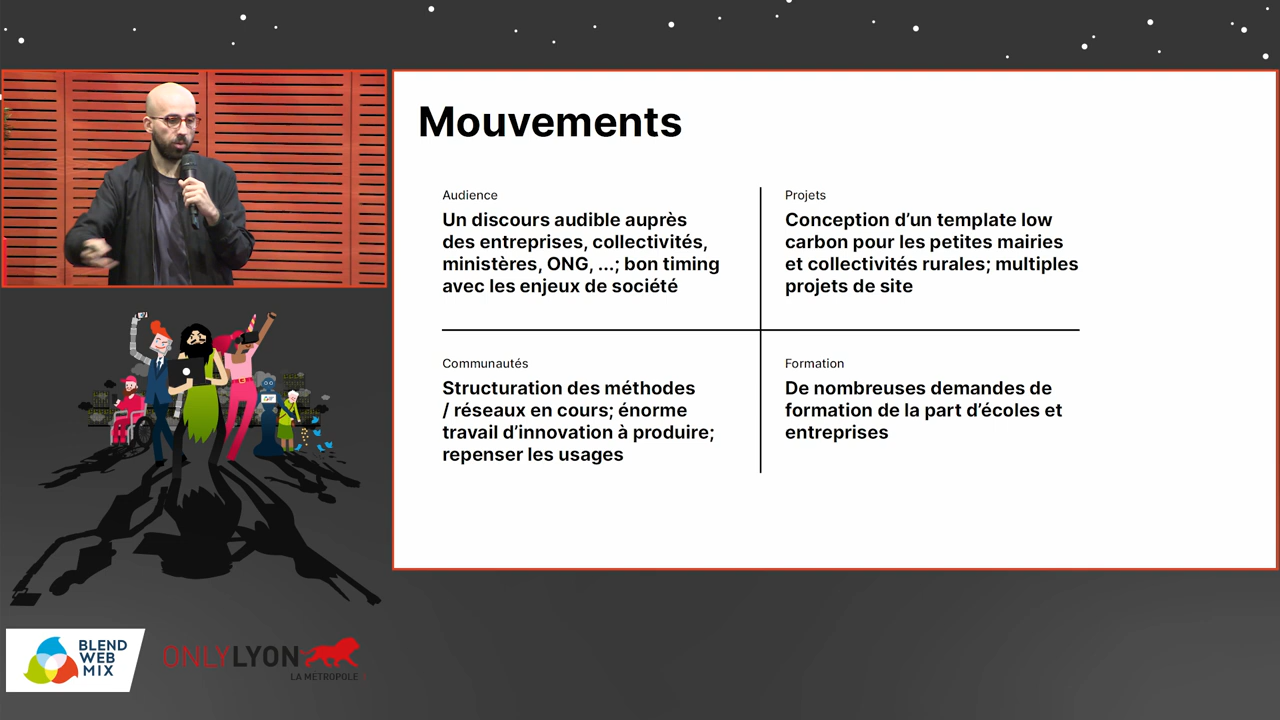 Mouvements
Audience
Un discours audible auprès
des entreprises, collectivités,
ministères, ONG, ...; bon timing
avec les enjeux de société
Projets
Conception d’un template low
carbon pour les petites mairies
et collectivités rurales; multiples
projets de site
Communautés
Structuration des méthodes
/ réseaux en cours; énorme
travail d’innovation à produire;
repenser les usages
Formation
De nombreuses demandes de
formation de la part d’écoles et
entreprises
BLEND
WEB
MIX
ONLYLYON
LA MÉTROPOLE